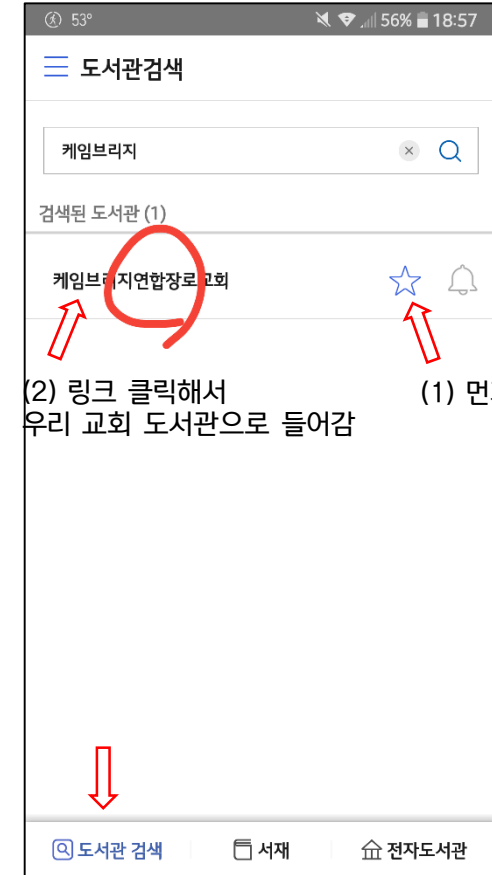 53° 56% 18:57
도서관검색
케임브리지
검색된 도서관 (1)
케임브리지연합장로교회
(2) 링크 클릭해서
우리 교회 도서관으로 들어감
(1)
도서관 검색 서재 전자도서관